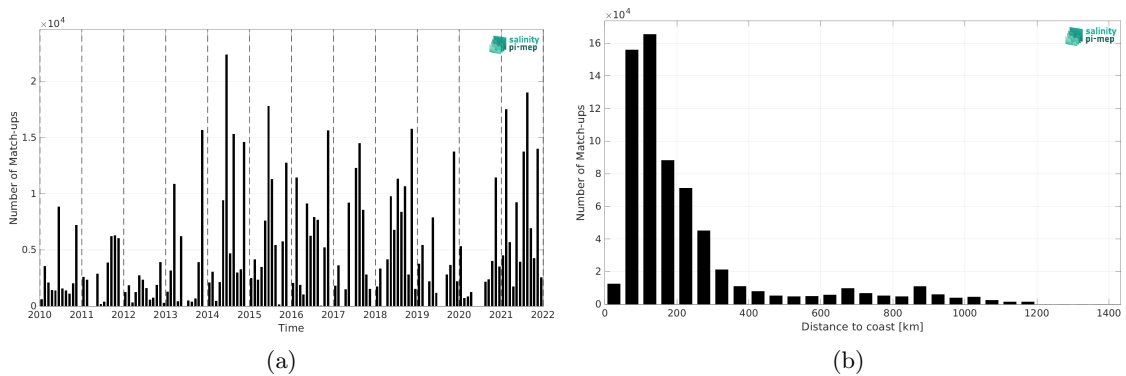 ×10⁴
2
1.5
1
0.5
0
Number of Match-ups
2010 2011 2012 2013 2014 2015 2016 2017 2018 2019 2020 2021 2022
Time
salinity
pi-mep
(a)
×10⁴
16
14
12
10
8
6
4
2
0
Number of Match-ups
0 200 400 600 800 1000 1200 1400
Distance to coast [km]
salinity
pi-mep
(b)